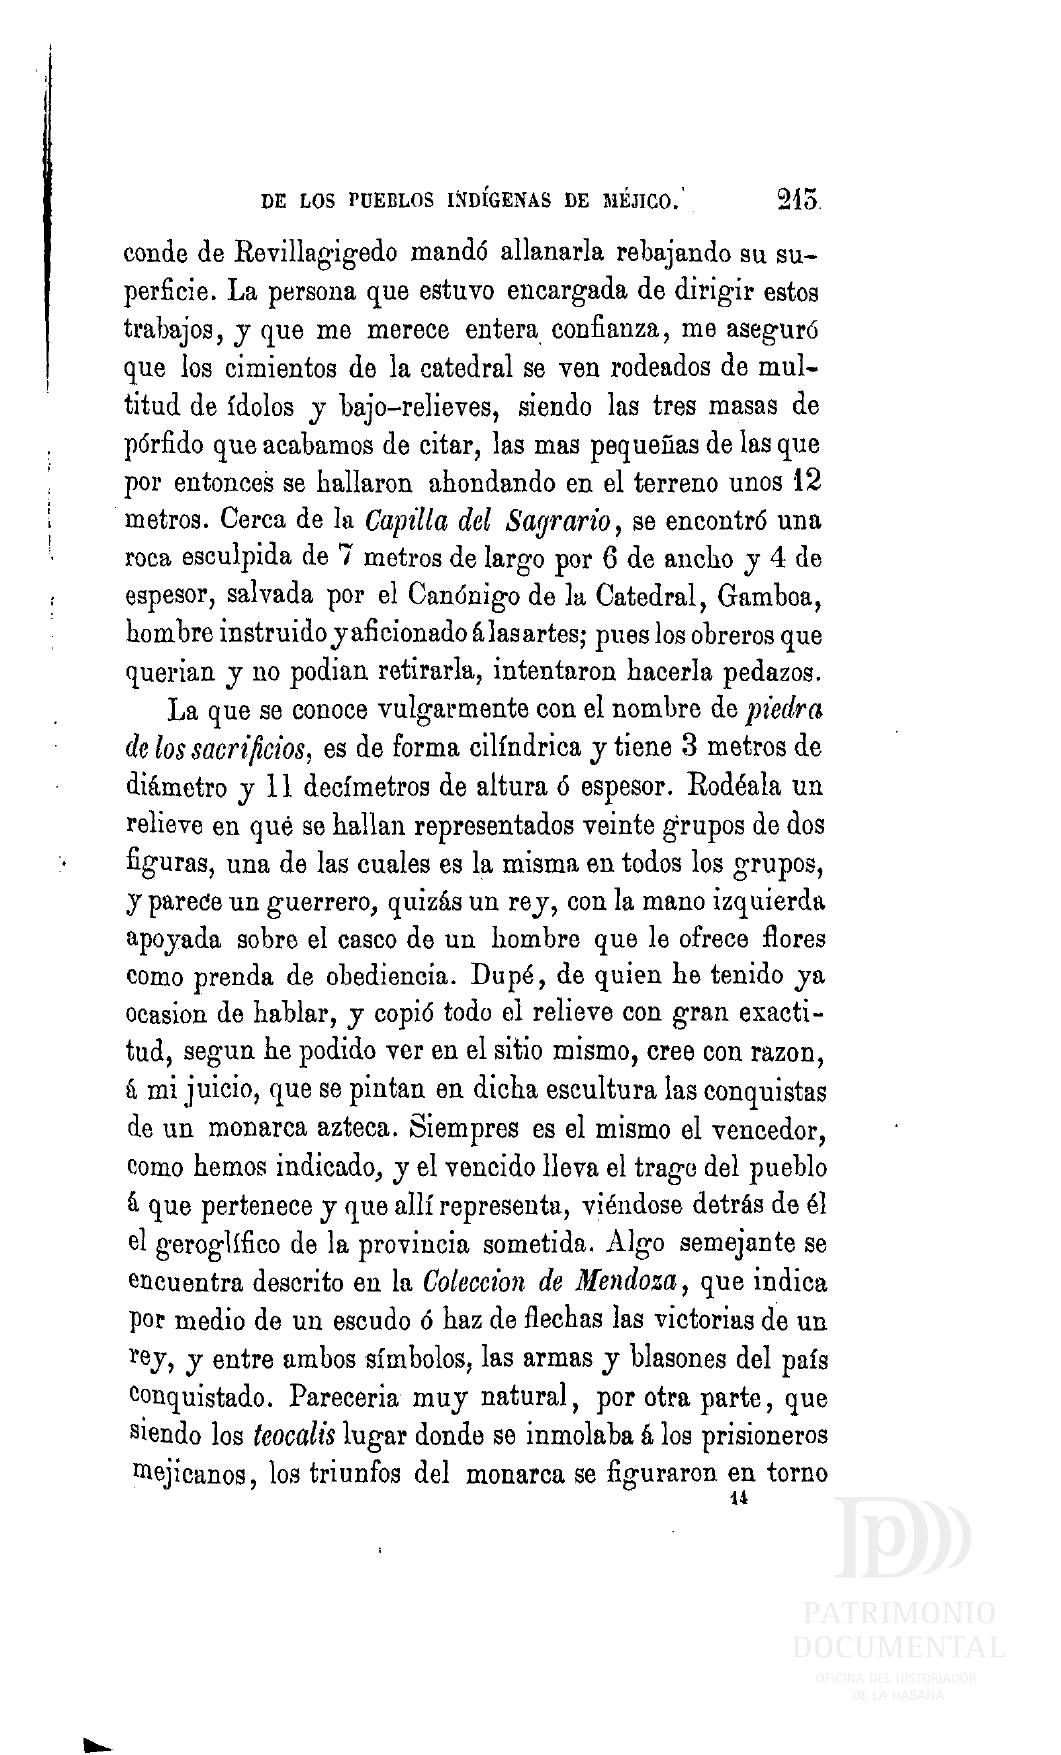 DE LOS PUEBLOS INDÍGENAS DE MÉJICO. 213
conde de Revillagigedo mandó allanarla rebajando su su-
perficie. La persona que estuvo encargada de dirigir estos
trabajos, y que me merece entera confianza, me aseguró
que los cimientos de la catedral se ven rodeados de mul-
titud de ídolos y bajo-relieves, siendo las tres masas de
pórfido que acabamos de citar, las mas pequeñas de las que
por entonces se hallaron ahondando en el terreno unos 12
metros. Cerca de la Capilla del Sagrario, se encontró una
roca esculpida de 7 metros de largo por 6 de ancho y 4 de
espesor, salvada por el Canónigo de la Catedral, Gamboa,
hombre instruido y aficionado á las artes; pues los obreros que
querian y no podian retirarla, intentaron hacerla pedazos.
La que se conoce vulgarmente con el nombre de piedra
de los sacrificios, es de forma cilíndrica y tiene 3 metros de
diámetro y 11 decímetros de altura ó espesor. Rodéala un
relieve en qué se hallan representados veinte grupos de dos
figuras, una de las cuales es la misma en todos los grupos,
y parece un guerrero, quizás un rey, con la mano izquierda
apoyada sobre el casco de un hombre que le ofrece flores
como prenda de obediencia. Dupé, de quien he tenido ya
ocasion de hablar, y copió todo el relieve con gran exacti-
tud, segun he podido ver en el sitio mismo, cree con razon,
á mi juicio, que se pintan en dicha escultura las conquistas
de un monarca azteca. Siempres es el mismo el vencedor,
como hemos indicado, y el vencido lleva el trage del pueblo
á que pertenece y que allí representa, viéndose detrás de él
el geroglífico de la provincia sometida. Algo semejante se
encuentra descrito en la Coleccion de Mendoza, que indica
por medio de un escudo ó haz de flechas las victorias de un
rey, y entre ambos símbolos, las armas y blasones del país
conquistado. Pareceria muy natural, por otra parte, que
siendo los teocalis lugar donde se inmolaba á los prisioneros
mejicanos, los triunfos del monarca se figuraron en torno
14
PATRIMONIO
DOCUMENTAL
OFICINA DEL HISTORIADOR
DE LA HABANA